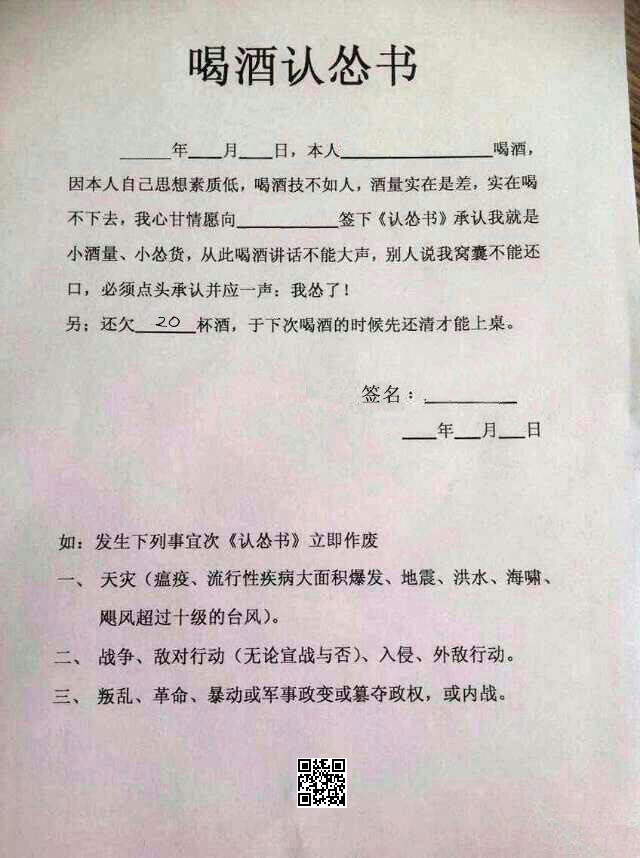 喝酒认怂书
______年____月____日，本人__________________喝酒，
因本人自己思想素质低，喝酒技不如人，酒量实在是差，实在喝
不下去，我心甘情愿向____________签下《认怂书》承认我就是
小酒量、小怂货，从此喝酒讲话不能大声，别人说我窝囊不能还
口，必须点头承认并应一声：我怂了！
另；还欠__20__杯酒，于下次喝酒的时候先还清才能上桌。
签名：___________
____年___月___日
如：发生下列事宜次《认怂书》立即作废
一、天灾（瘟疫、流行性疾病大面积爆发、地震、洪水、海啸、
飓风超过十级的台风）。
二、战争、敌对行动（无论宣战与否）、入侵、外敌行动。
三、叛乱、革命、暴动或军事政变或篡夺政权，或内战。